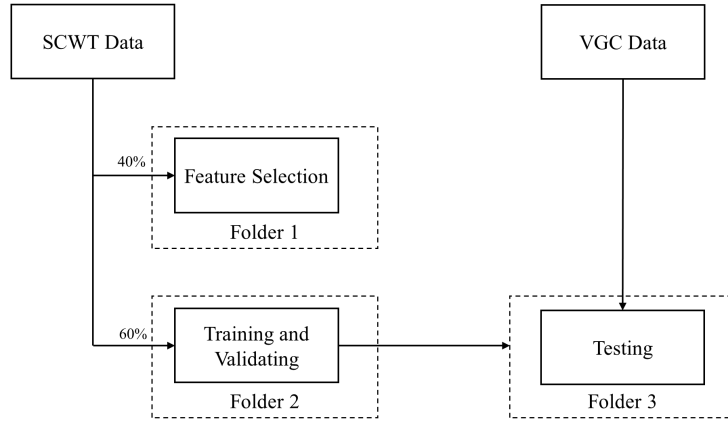 SCWT Data
VGC Data
40%
Feature Selection
Folder 1
60%
Training and
Validating
Folder 2
Testing
Folder 3